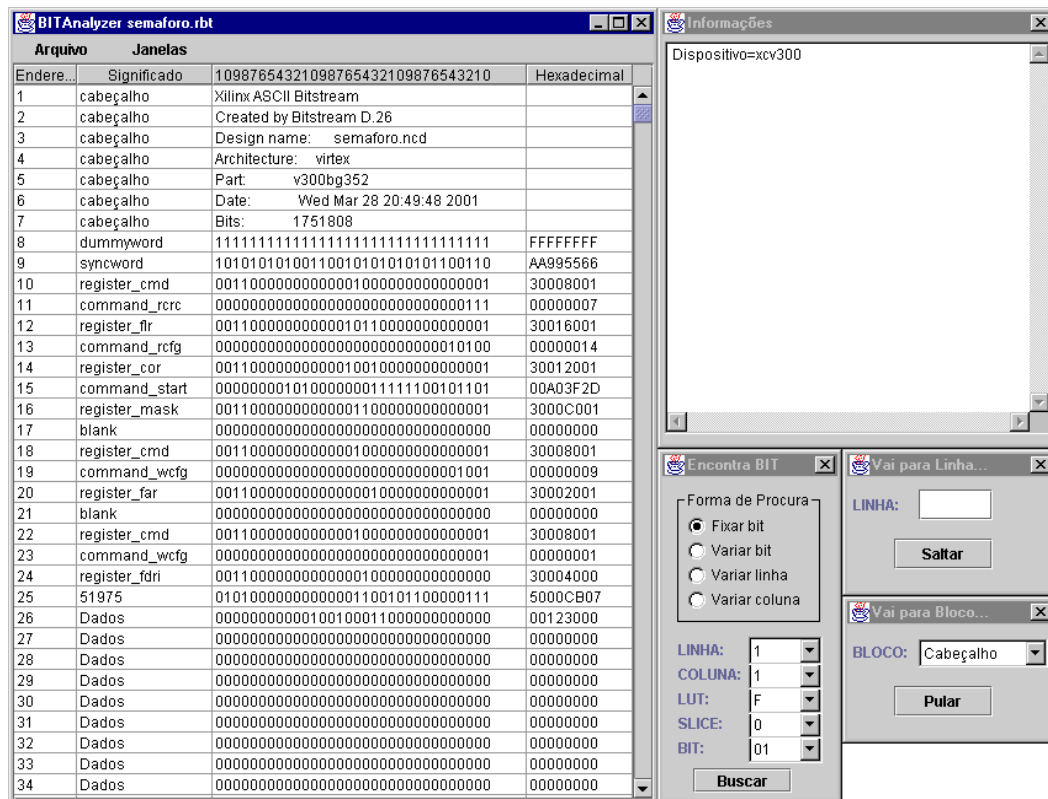 BITAnalyzer semaforo.rbt
Arquivo Janelas
Endere... Significado 10987654321098765432109876543210 Hexadecimal
1 cabeçalho Xilinx ASCII Bitstream
2 cabeçalho Created by Bitstream D.26
3 cabeçalho Design name: semaforo.ncd
4 cabeçalho Architecture: virtex
5 cabeçalho Part: v300bg352
6 cabeçalho Date: Wed Mar 28 20:49:48 2001
7 cabeçalho Bits: 1751808
8 dummyword 11111111111111111111111111111111 FFFFFFFF
9 syncword 10101010100110010101010101100110 AA995566
10 register_cmd 00110000000000001000000000000001 30008001
11 command_rcrc 00000000000000000000000000000111 00000007
12 register_flr 00110000000000010110000000000001 30016001
13 command_rcfg 00000000000000000000000000010100 00000014
14 register_cor 00110000000000010010000000000001 30012001
15 command_start 00000000101000000011111100101101 00A03F2D
16 register_mask 00110000000000001100000000000001 3000C001
17 blank 00000000000000000000000000000000 00000000
18 register_cmd 00110000000000001000000000000001 30008001
19 command_wcfg 00000000000000000000000000001001 00000009
20 register_far 00110000000000000010000000000001 30002001
21 blank 00000000000000000000000000000000 00000000
22 register_cmd 00110000000000001000000000000001 30008001
23 command_wcfg 00000000000000000000000000000001 00000001
24 register_fdri 00110000000000000100000000000000 30004000
25 51975 01010000000000001100101100000111 5000CB07
26 Dados 00000000000100100011000000000000 00123000
27 Dados 00000000000000000000000000000000 00000000
28 Dados 00000000000000000000000000000000 00000000
29 Dados 00000000000000000000000000000000 00000000
30 Dados 00000000000000000000000000000000 00000000
31 Dados 00000000000000000000000000000000 00000000
32 Dados 00000000000000000000000000000000 00000000
33 Dados 00000000000000000000000000000000 00000000
34 Dados 00000000000000000000000000000000 00000000
Informações
Dispositivo=xcv300
Encontra BIT
Forma de Procura
Fixar bit
Variar bit
Variar linha
Variar coluna
LINHA: 1
COLUNA: 1
LUT: F
SLICE: 0
BIT: 01
Buscar
Vai para Linha...
LINHA:
Saltar
Vai para Bloco...
BLOCO: Cabeçalho
Pular